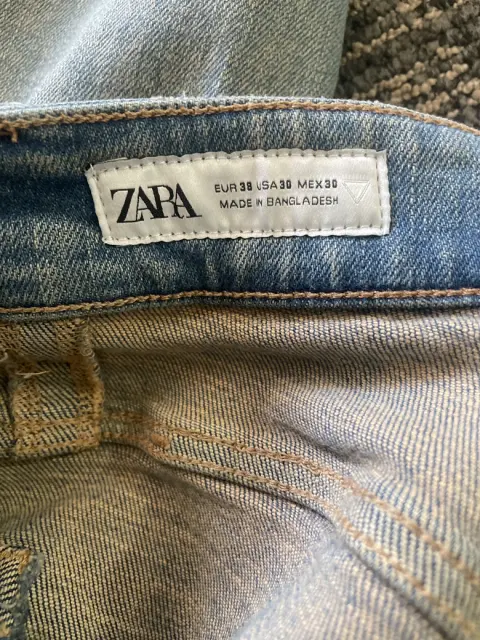 ZARA
EUR 38 USA 30 MEX 30
MADE IN BANGLADESH